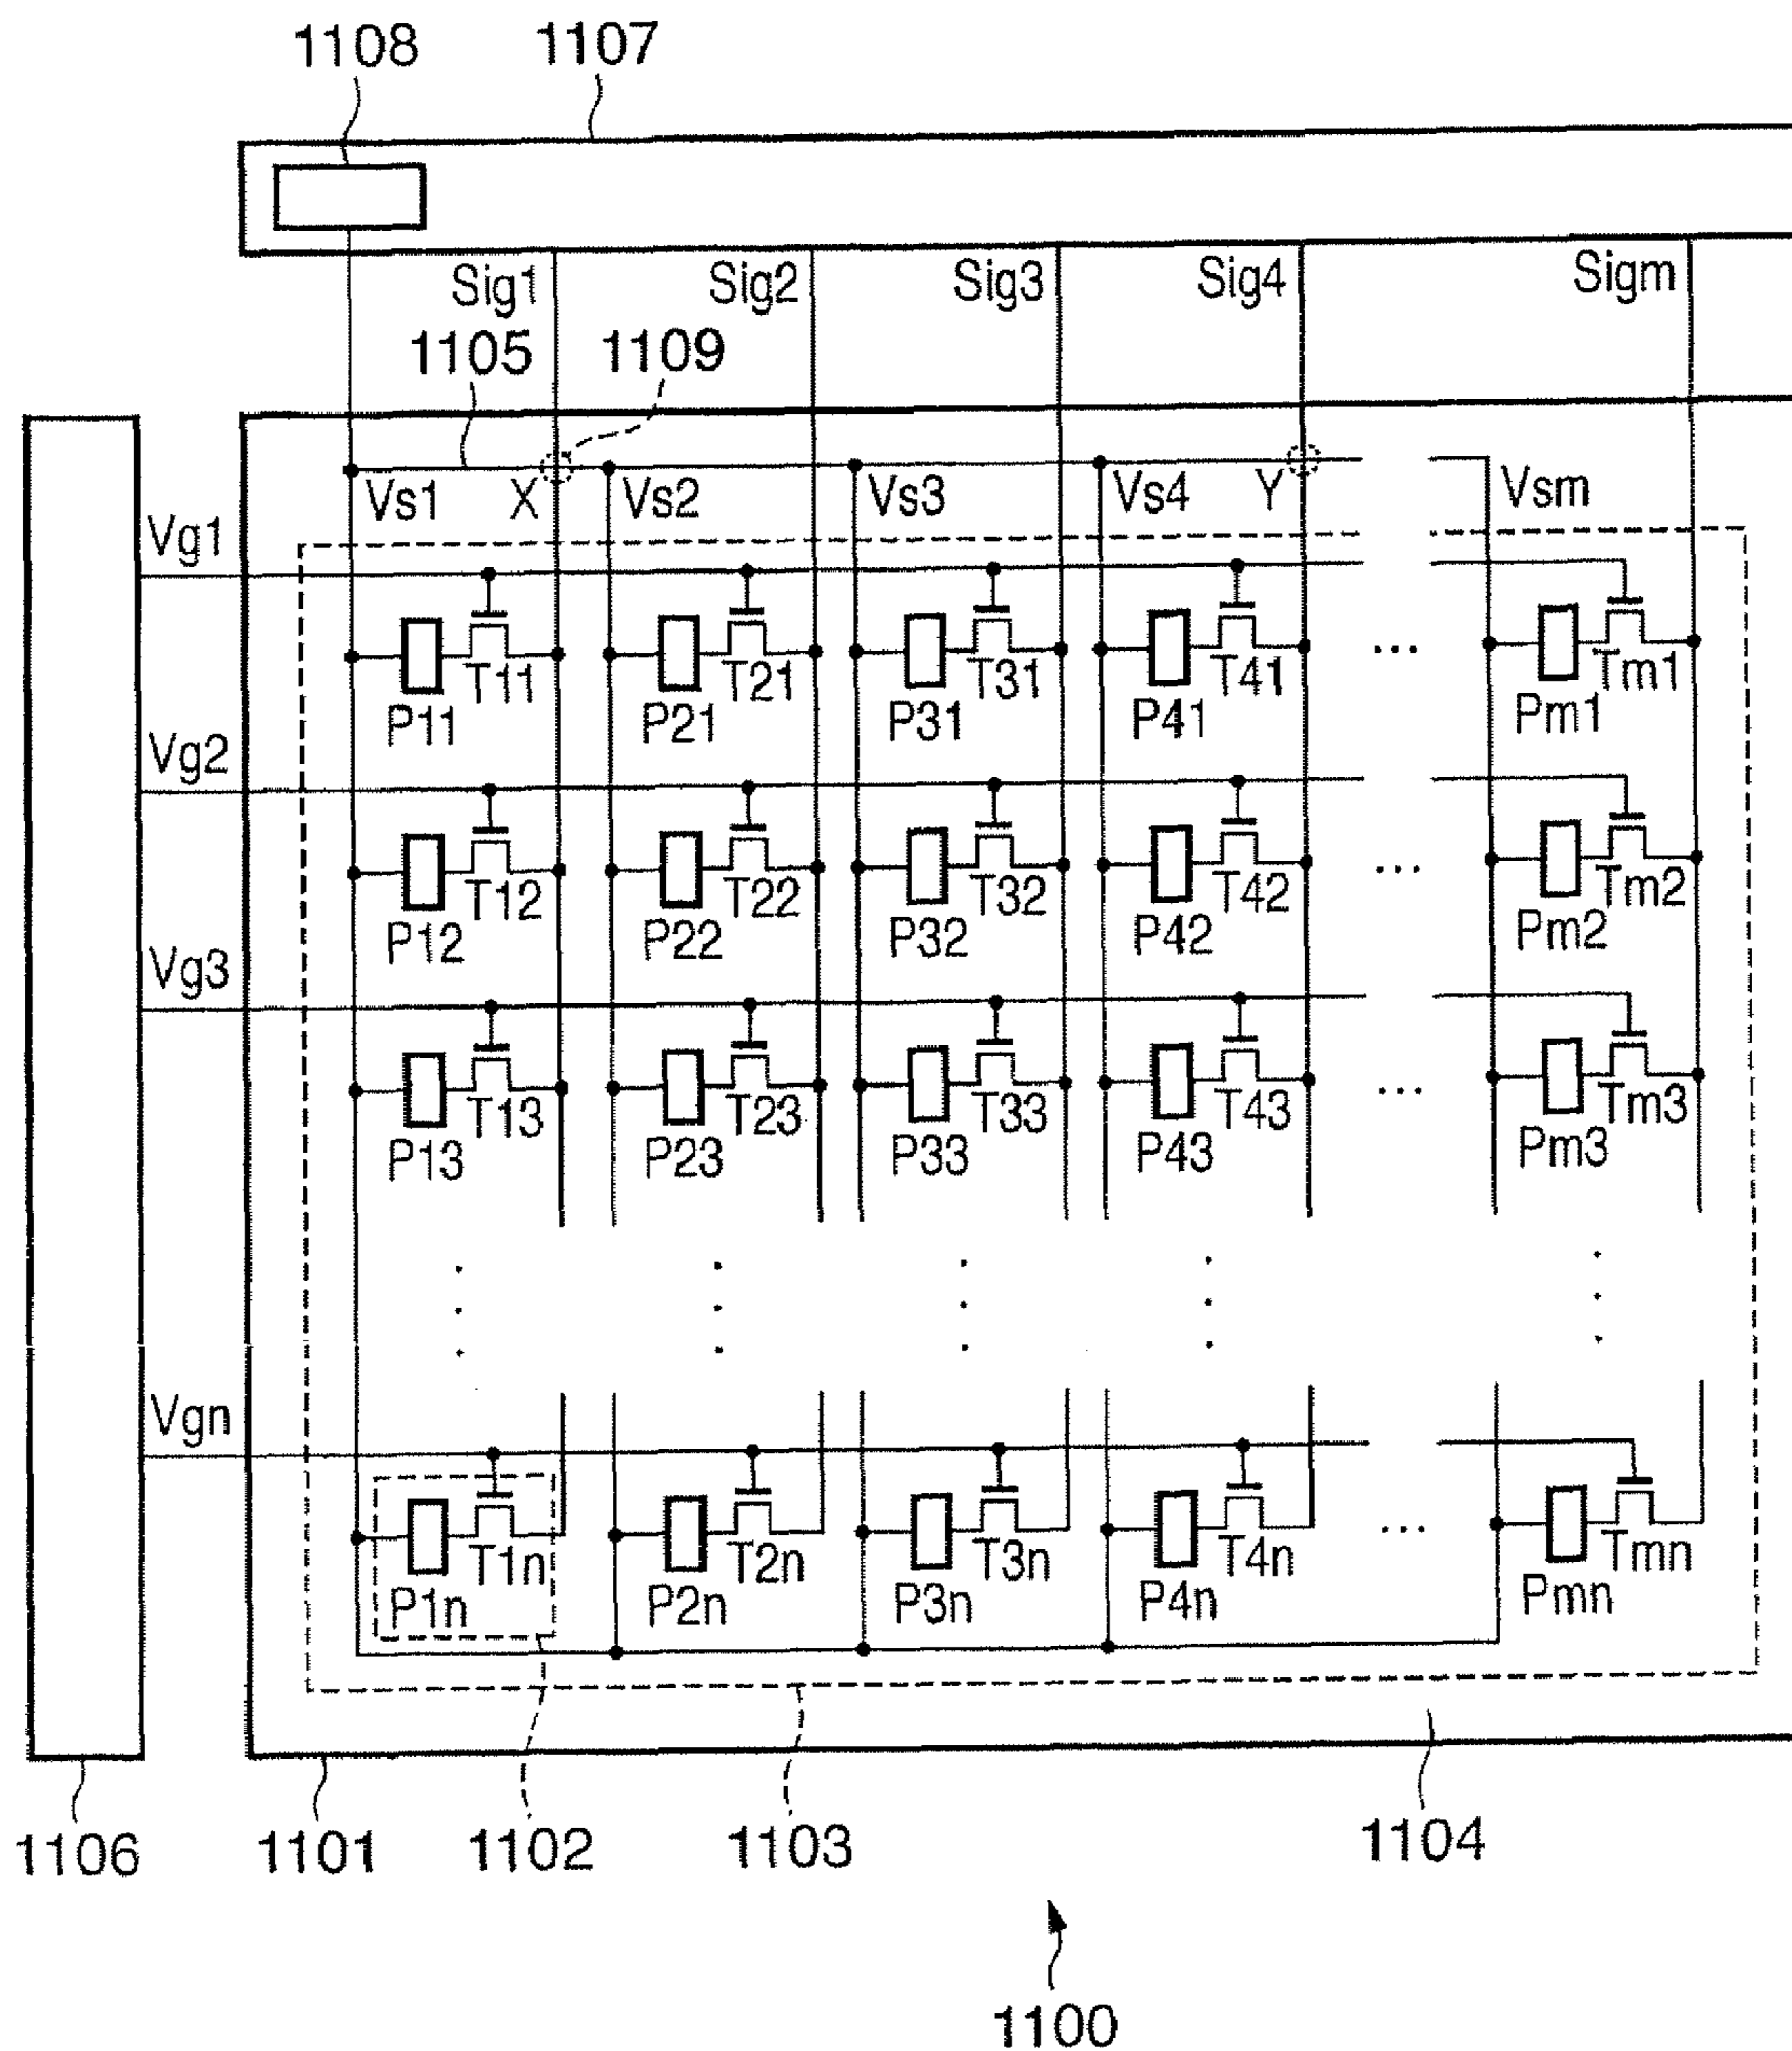 1108 1107
Sig1 Sig2 Sig3 Sig4 Sigm
1105 1109
Vs1 X Vs2 Vs3 Vs4 Y Vsm
Vg1
T11 T21 T31 T41 ... Tm1
P11 P21 P31 P41 Pm1
Vg2
T12 T22 T32 T42 ... Tm2
P12 P22 P32 P42 Pm2
Vg3
T13 T23 T33 T43 ... Tm3
P13 P23 P33 P43 Pm3
Vgn
T1n T2n T3n T4n ... Tmn
P1n P2n P3n P4n Pmn
1106 1101 1102 1103 1104
1100